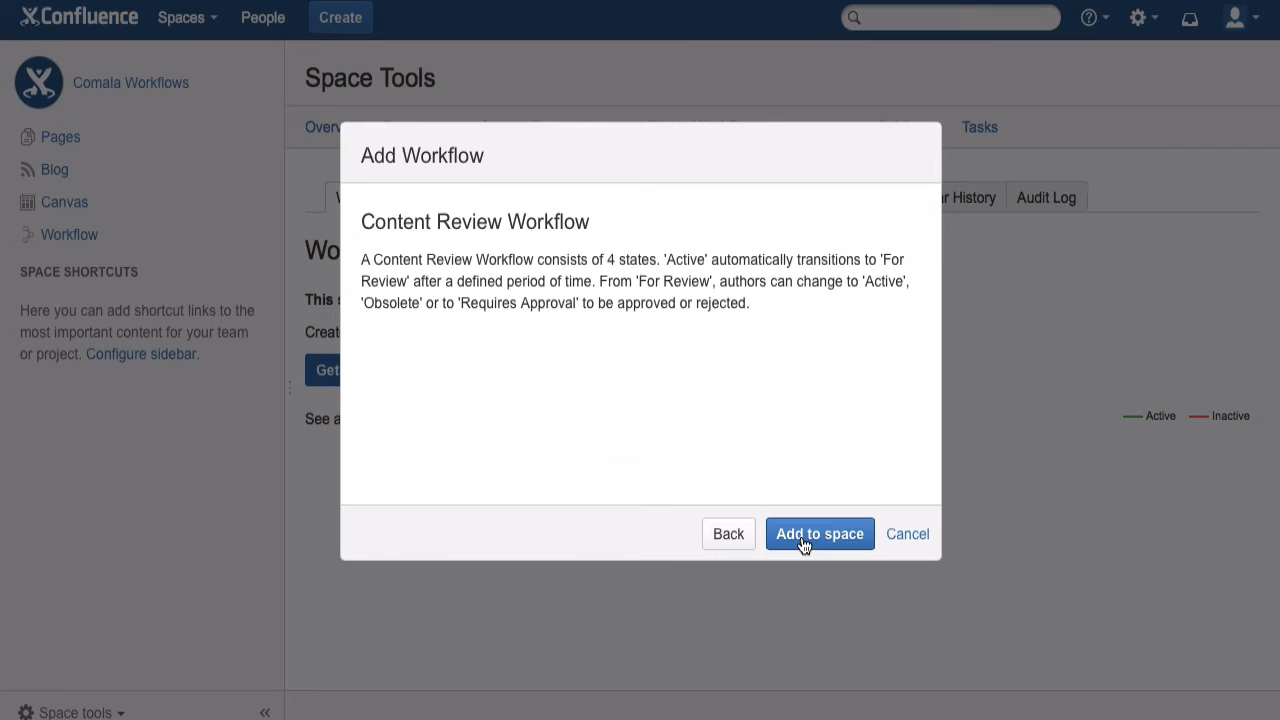 Confluence Spaces People Create
Comala Workflows
Pages
Blog
Canvas
Workflow
SPACE SHORTCUTS
Here you can add shortcut links to the
most important content for your team
or project. Configure sidebar.
Space tools
Space Tools
Tasks
History
Audit Log
This
Add Workflow
Content Review Workflow
A Content Review Workflow consists of 4 states. 'Active' automatically transitions to 'For
Review' after a defined period of time. From 'For Review', authors can change to 'Active',
'Obsolete' or to 'Requires Approval' to be approved or rejected.
Get
See a
Active Inactive
Back Add to space Cancel